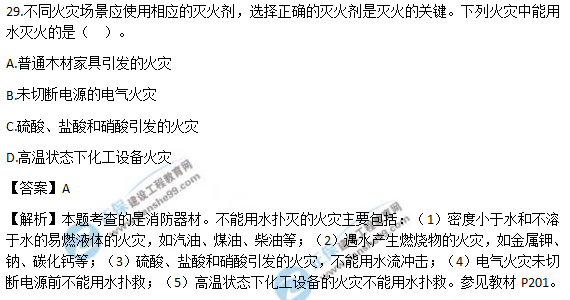 29.不同火灾场景应使用相应的灭火剂，选择正确的灭火剂是灭火的关键。下列火灾中能用
水灭火的是（　）。
A.普通木材家具引发的火灾
B.未切断电源的电气火灾
C.硫酸、盐酸和硝酸引发的火灾
D.高温状态下化工设备火灾
【答案】A
【解析】本题考查的是消防器材。不能用水扑灭的火灾主要包括：（1）密度小于水和不溶
于水的易燃液体的火灾，如汽油、煤油、柴油等；（2）遇水产生燃烧物的火灾，如金属钾、
钠、碳化钙等；（3）硫酸、盐酸和硝酸引发的火灾，不能用水流冲击；（4）电气火灾未切
断电源前不能用水扑救；（5）高温状态下化工设备的火灾不能用水扑救。参见教材 P201。
建设工程教育网